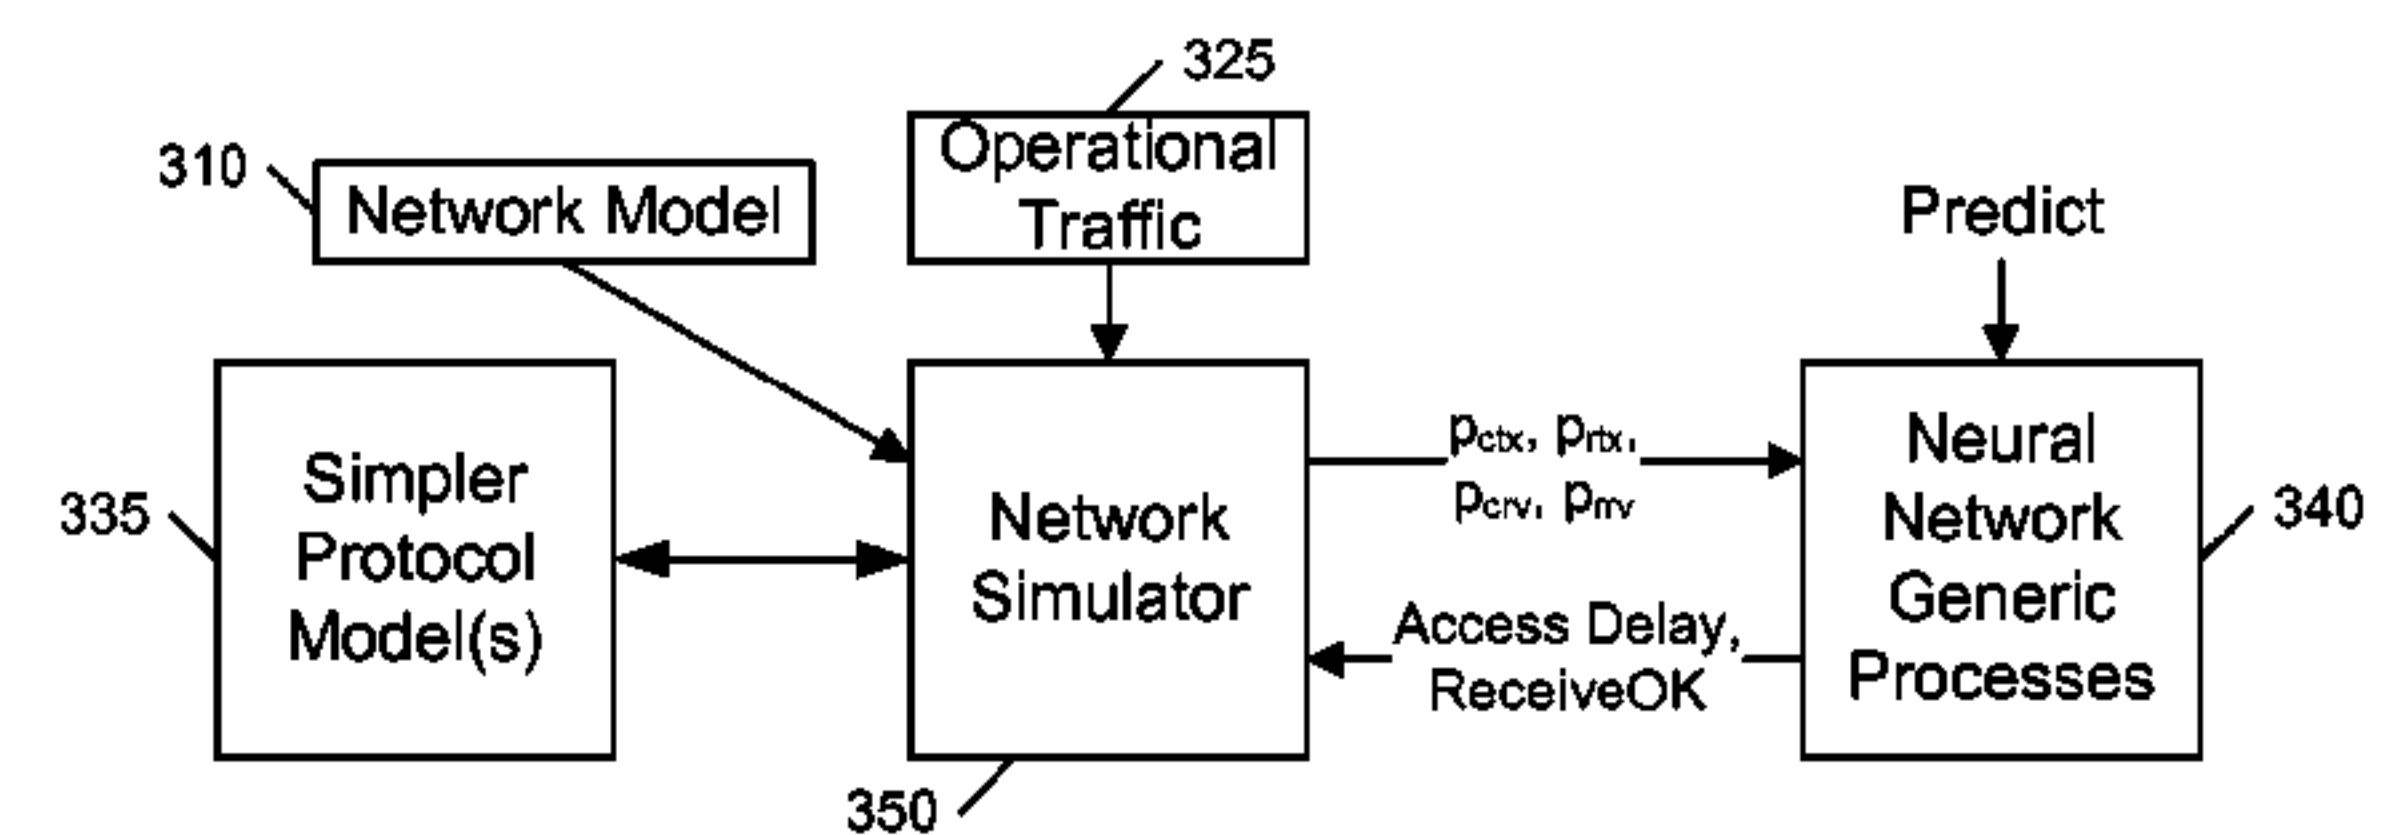 325
310
Network Model
Operational
Traffic
Predict
335
Simpler
Protocol
Model(s)
Network
Simulator
350
pctx, prtx,
pcrv, prrv
Access Delay,
ReceiveOK
Neural
Network
Generic
Processes
340